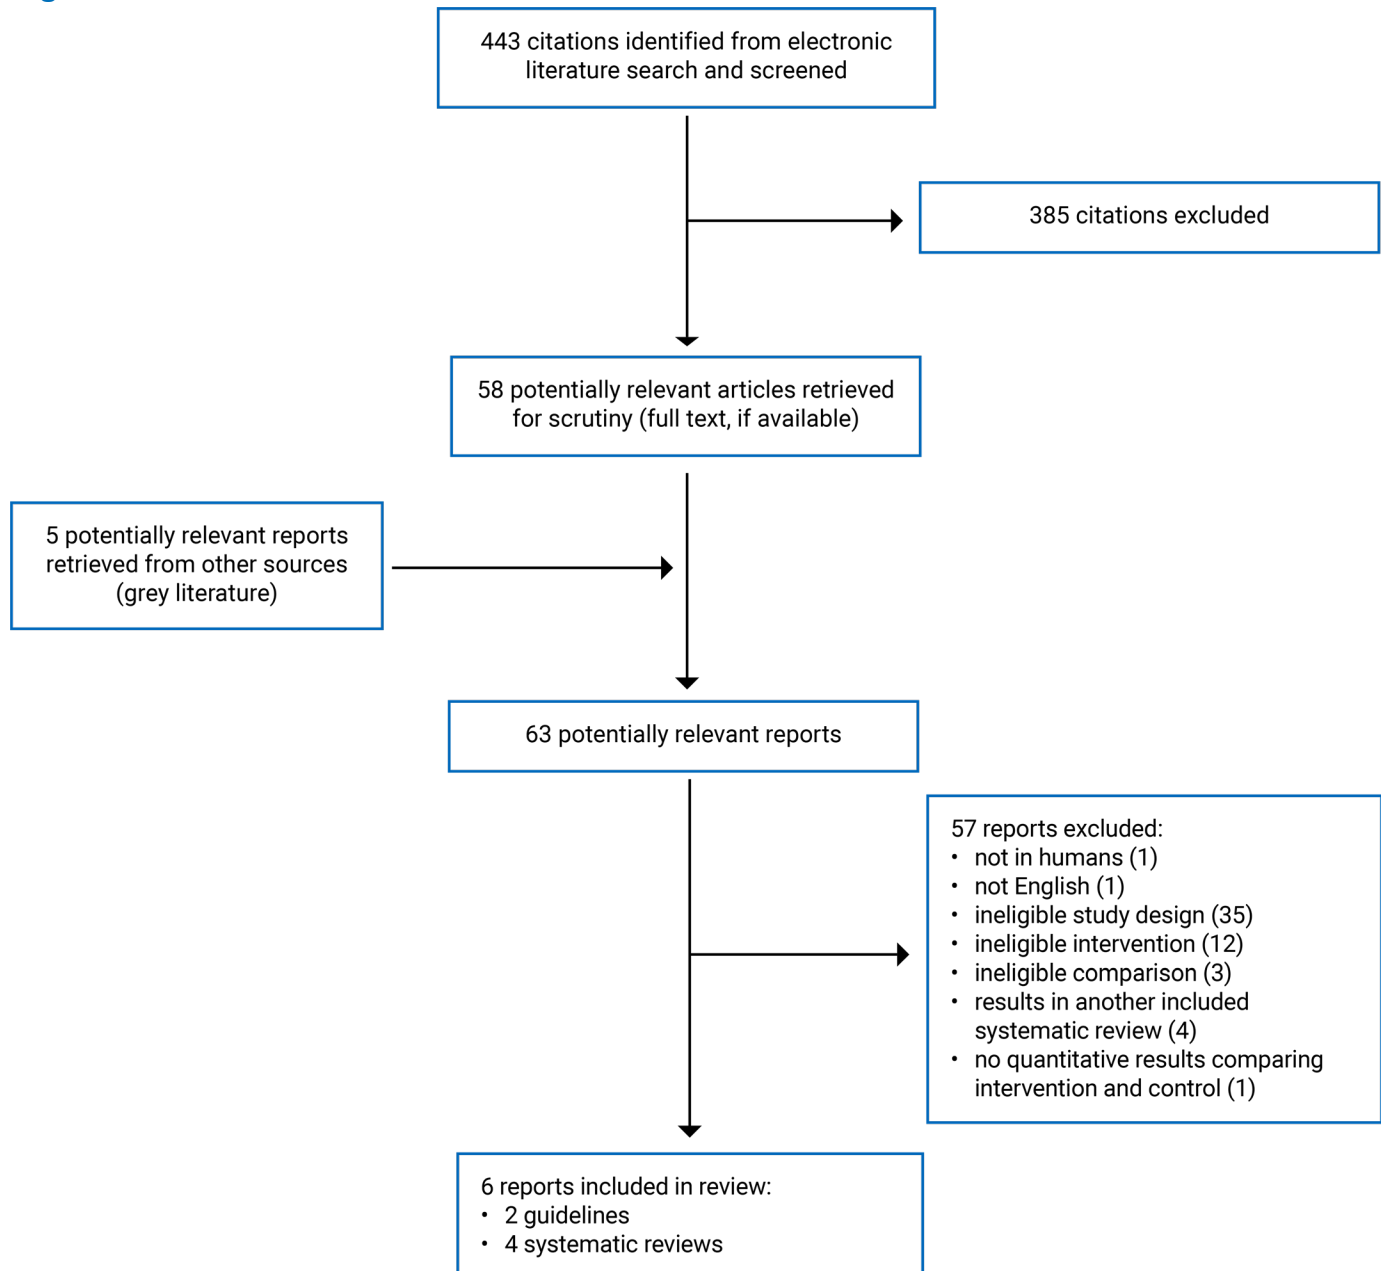 443 citations identified from electronic
literature search and screened
385 citations excluded
58 potentially relevant articles retrieved
for scrutiny (full text, if available)
5 potentially relevant reports
retrieved from other sources
(grey literature)
63 potentially relevant reports
57 reports excluded:
• not in humans (1)
• not English (1)
• ineligible study design (35)
• ineligible intervention (12)
• ineligible comparison (3)
• results in another included
systematic review (4)
• no quantitative results comparing
intervention and control (1)
6 reports included in review:
• 2 guidelines
• 4 systematic reviews